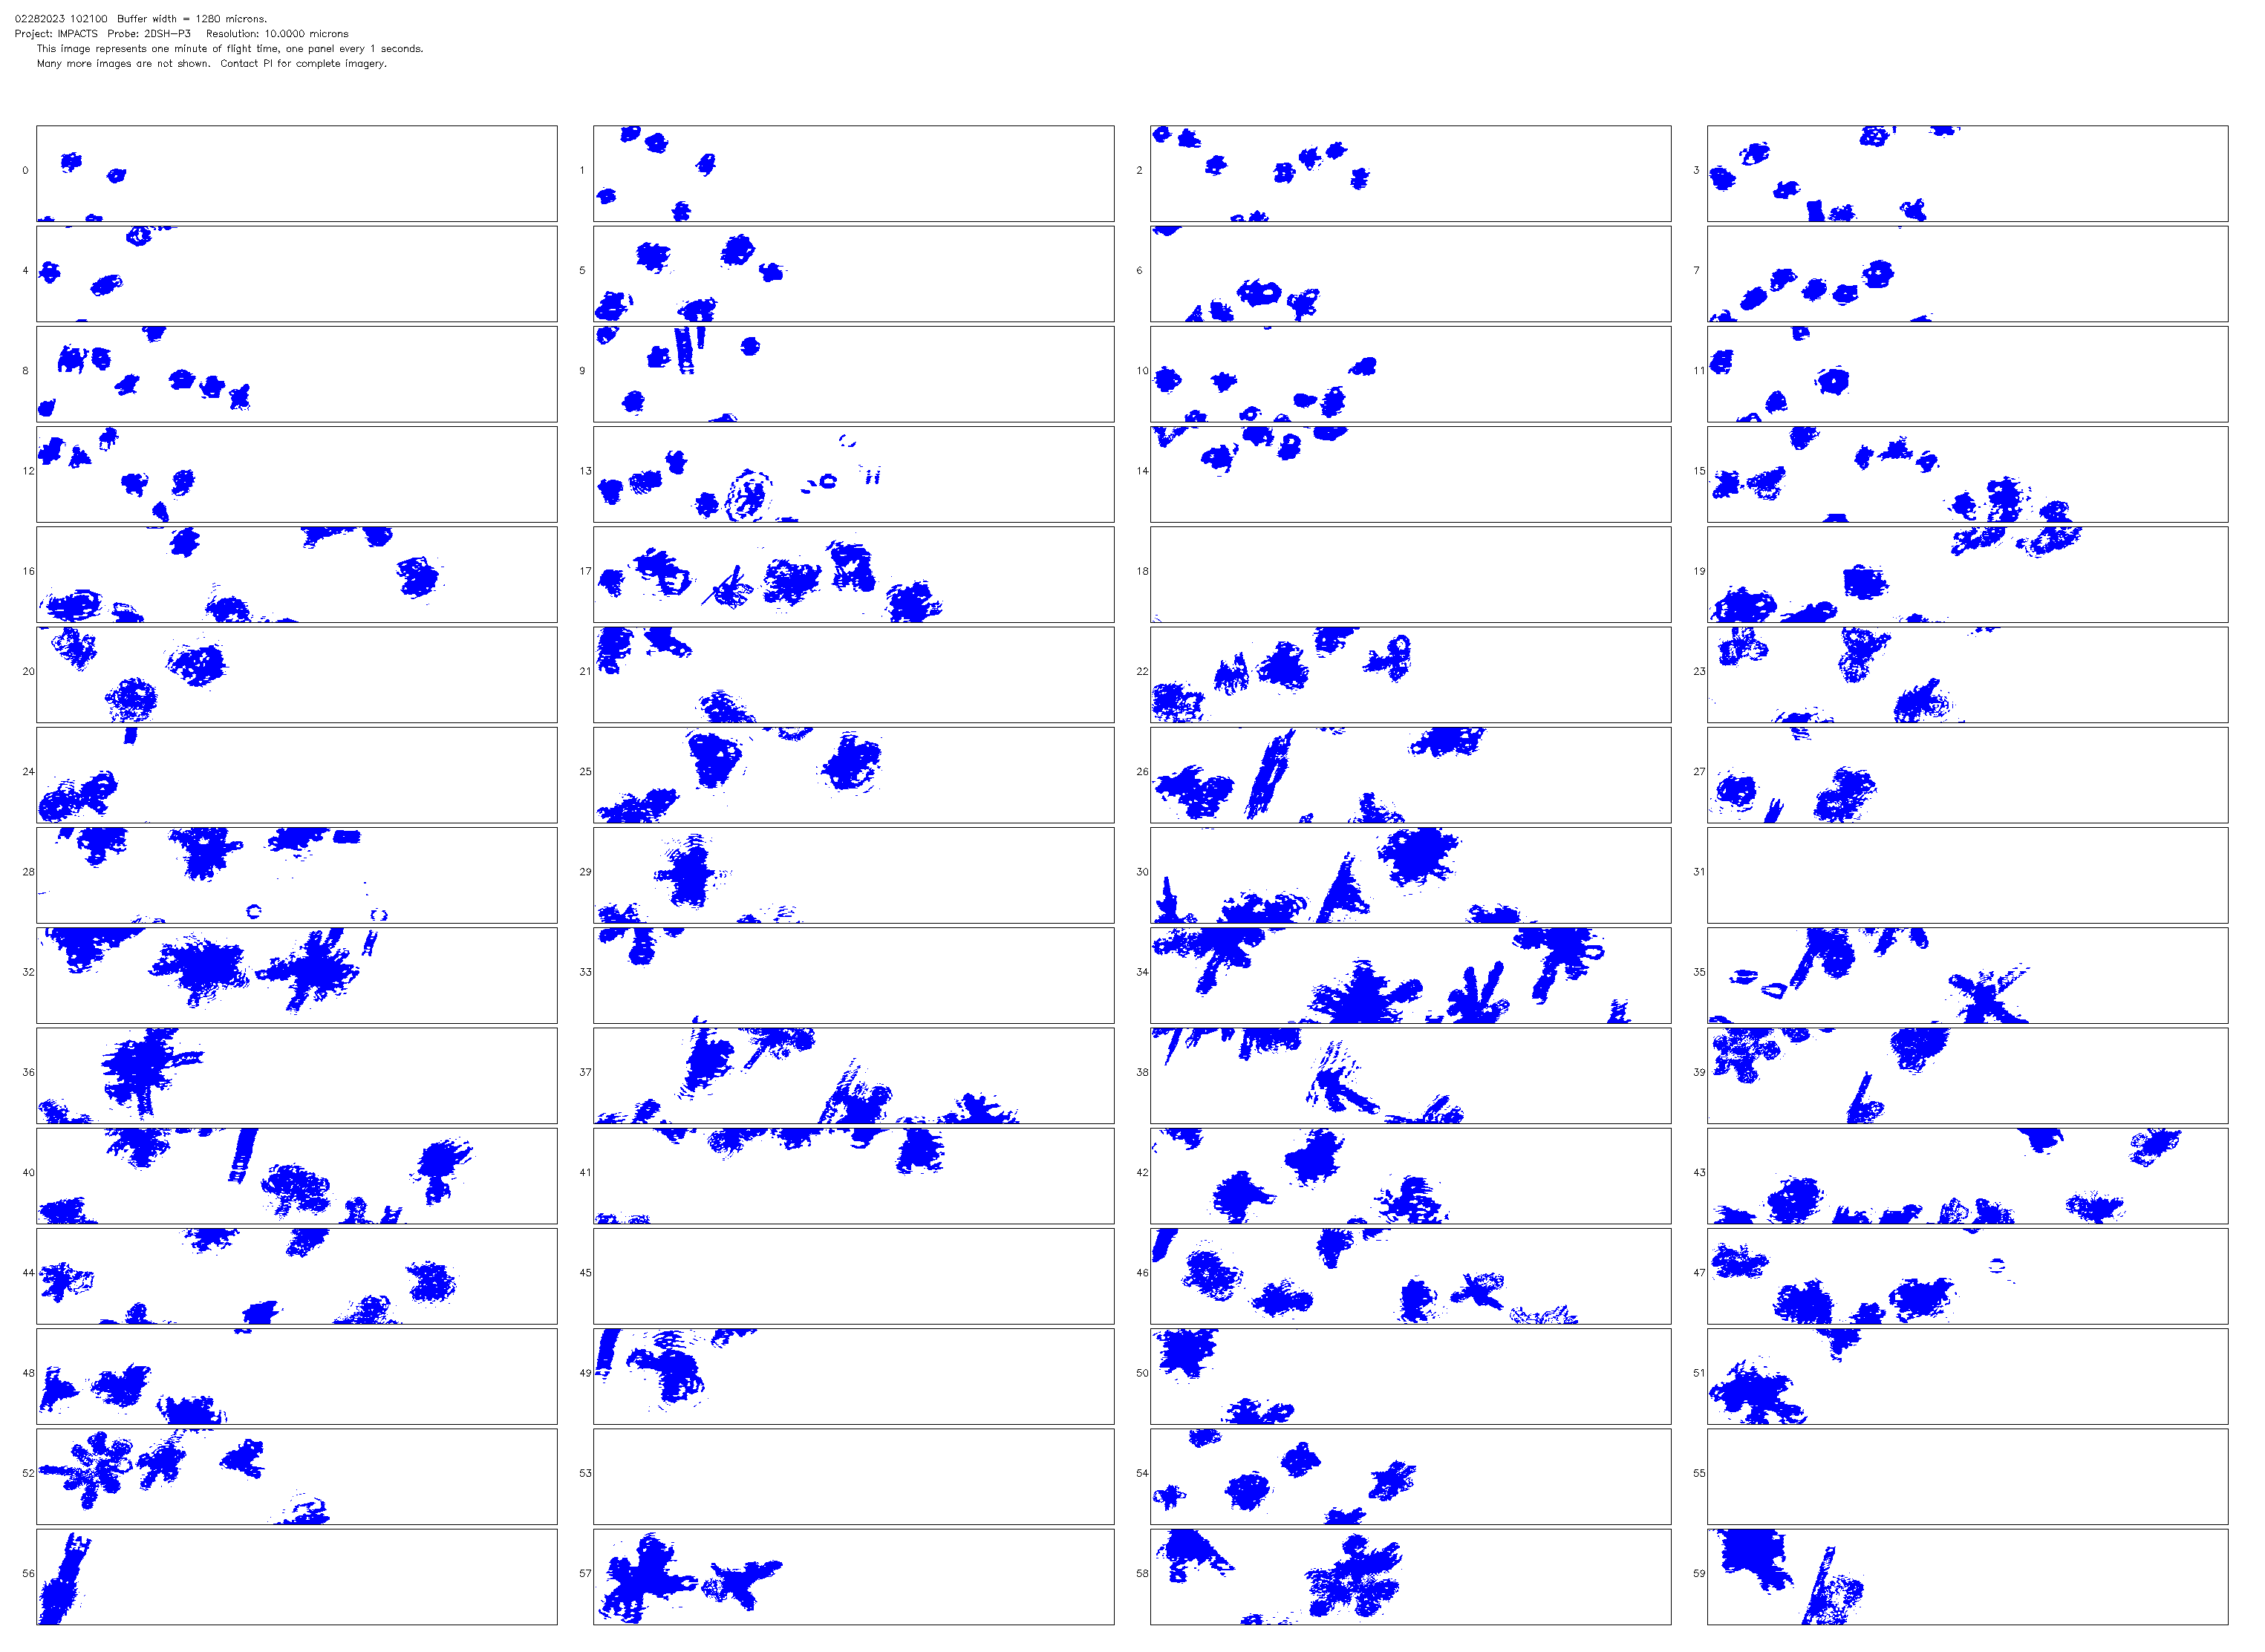 02282023 102100  Buffer width = 1280 microns.
Project: IMPACTS  Probe: 2DSH-P3  Resolution: 10.0000 microns
This image represents one minute of flight time, one panel every 1 seconds.
Many more images are not shown.  Contact PI for complete imagery.
0 1 2 3
4 5 6 7
8 9 10 11
12 13 14 15
16 17 18 19
20 21 22 23
24 25 26 27
28 29 30 31
32 33 34 35
36 37 38 39
40 41 42 43
44 45 46 47
48 49 50 51
52 53 54 55
56 57 58 59